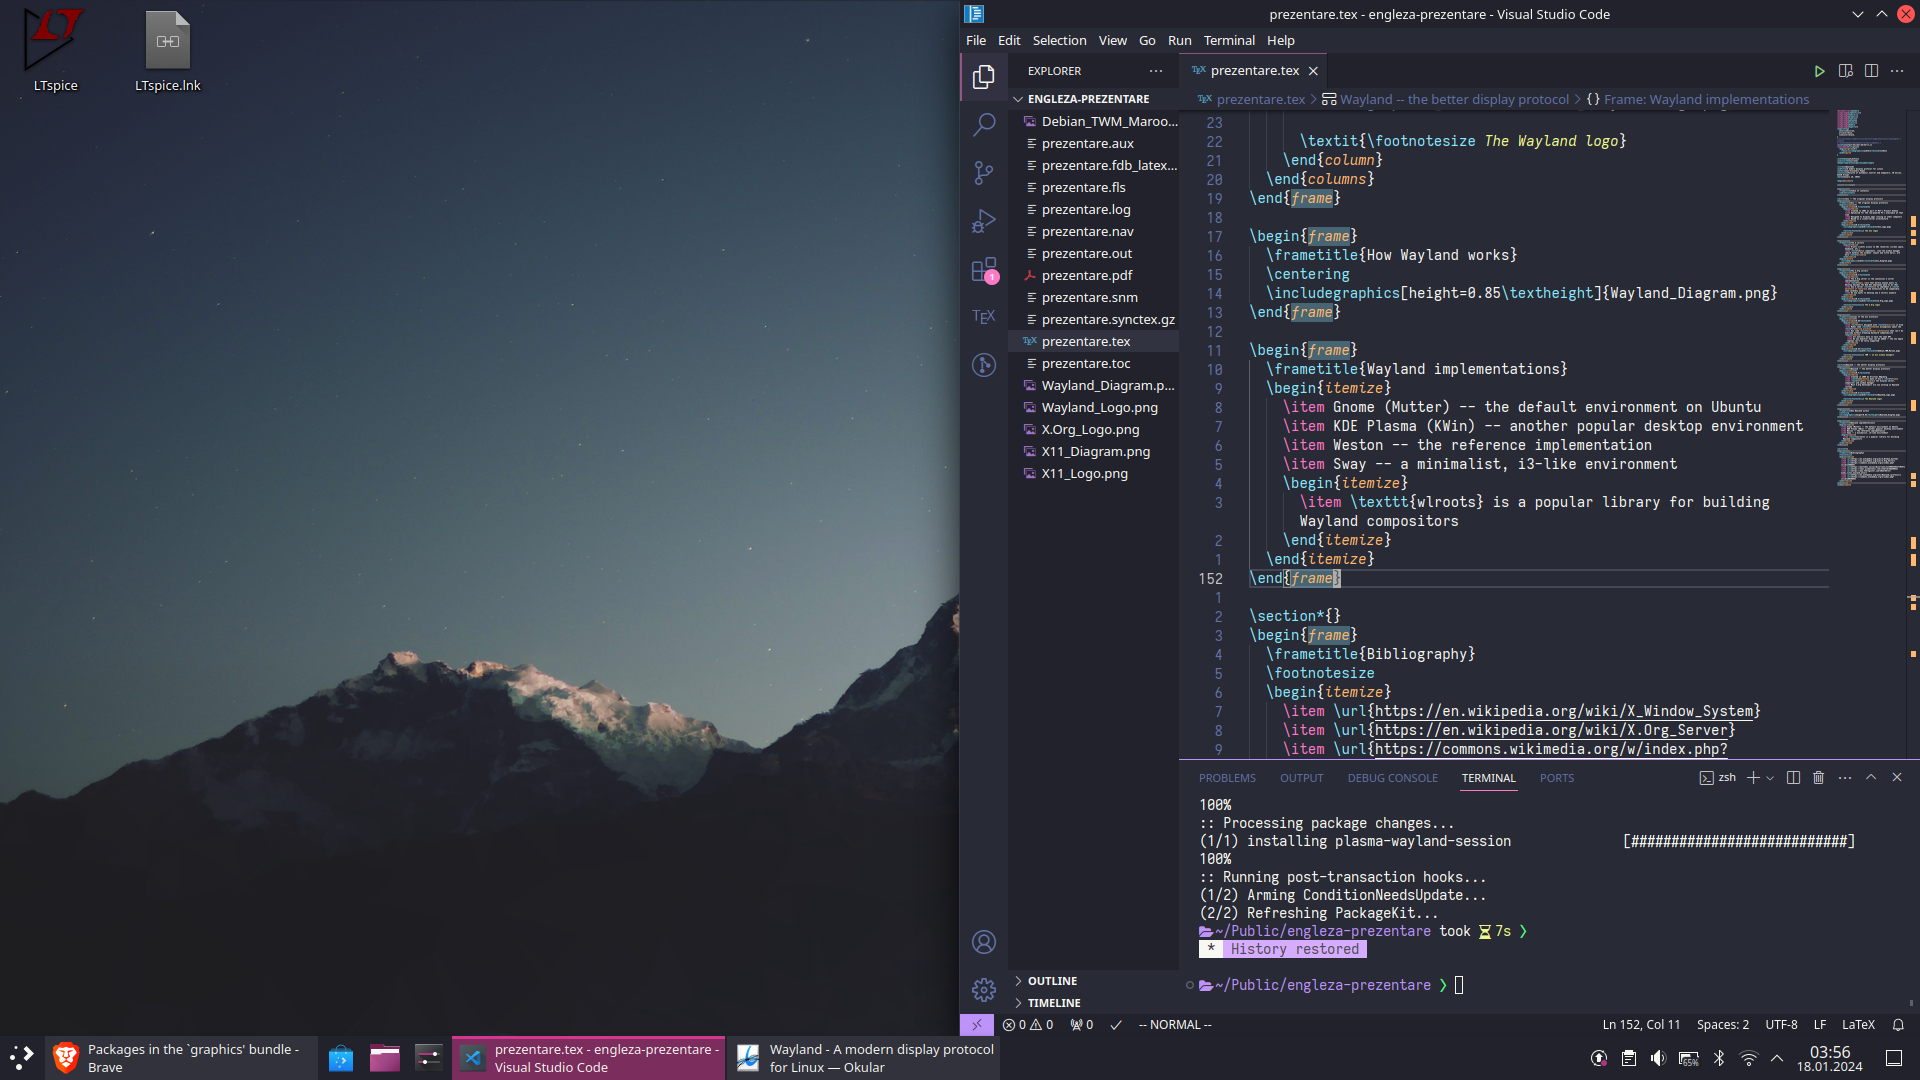 LTspice
LTspice.lnk
prezentare.tex - engleza-prezentare - Visual Studio Code
File Edit Selection View Go Run Terminal Help
EXPLORER
ENGLEZA-PREZENTARE
Debian_TWM_Maroo...
prezentare.aux
prezentare.fdb_latex...
prezentare.fls
prezentare.log
prezentare.nav
prezentare.out
prezentare.pdf
prezentare.snm
prezentare.synctex.gz
prezentare.tex
prezentare.toc
Wayland_Diagram.p...
Wayland_Logo.png
X.Org_Logo.png
X11_Diagram.png
X11_Logo.png
OUTLINE
TIMELINE
1
TEX
TEX prezentare.tex
TEX prezentare.tex > Wayland -- the better display protocol > {} Frame: Wayland implementations
23
22 \textit{\footnotesize The Wayland logo}
21 \end{column}
20 \end{columns}
19 \end{frame}
18
17 \begin{frame}
16 \frametitle{How Wayland works}
15 \centering
14 \includegraphics[height=0.85\textheight]{Wayland_Diagram.png}
13 \end{frame}
12
11 \begin{frame}
10 \frametitle{Wayland implementations}
9 \begin{itemize}
8 \item Gnome (Mutter) -- the default environment on Ubuntu
7 \item KDE Plasma (KWin) -- another popular desktop environment
6 \item Weston -- the reference implementation
5 \item Sway -- a minimalist, i3-like environment
4 \begin{itemize}
3 \item \texttt{wlroots} is a popular library for building
Wayland compositors
2 \end{itemize}
1 \end{itemize}
152 \end{frame}
1
2 \section*{}
3 \begin{frame}
4 \frametitle{Bibliography}
5 \footnotesize
6 \begin{itemize}
7 \item \url{https://en.wikipedia.org/wiki/X_Window_System}
8 \item \url{https://en.wikipedia.org/wiki/X.Org_Server}
9 \item \url{https://commons.wikimedia.org/w/index.php?
PROBLEMS OUTPUT DEBUG CONSOLE TERMINAL PORTS zsh
100%
:: Processing package changes...
(1/1) installing plasma-wayland-session [###########################]
100%
:: Running post-transaction hooks...
(1/2) Arming ConditionNeedsUpdate...
(2/2) Refreshing PackageKit...
~/Public/engleza-prezentare took 7s ❯
* History restored
~/Public/engleza-prezentare ❯
0 0 0 -- NORMAL -- Ln 152, Col 11 Spaces: 2 UTF-8 LF LaTeX
Packages in the `graphics' bundle - Brave
prezentare.tex - engleza-prezentare - Visual Studio Code
Wayland - A modern display protocol for Linux — Okular
65%
03:56
18.01.2024